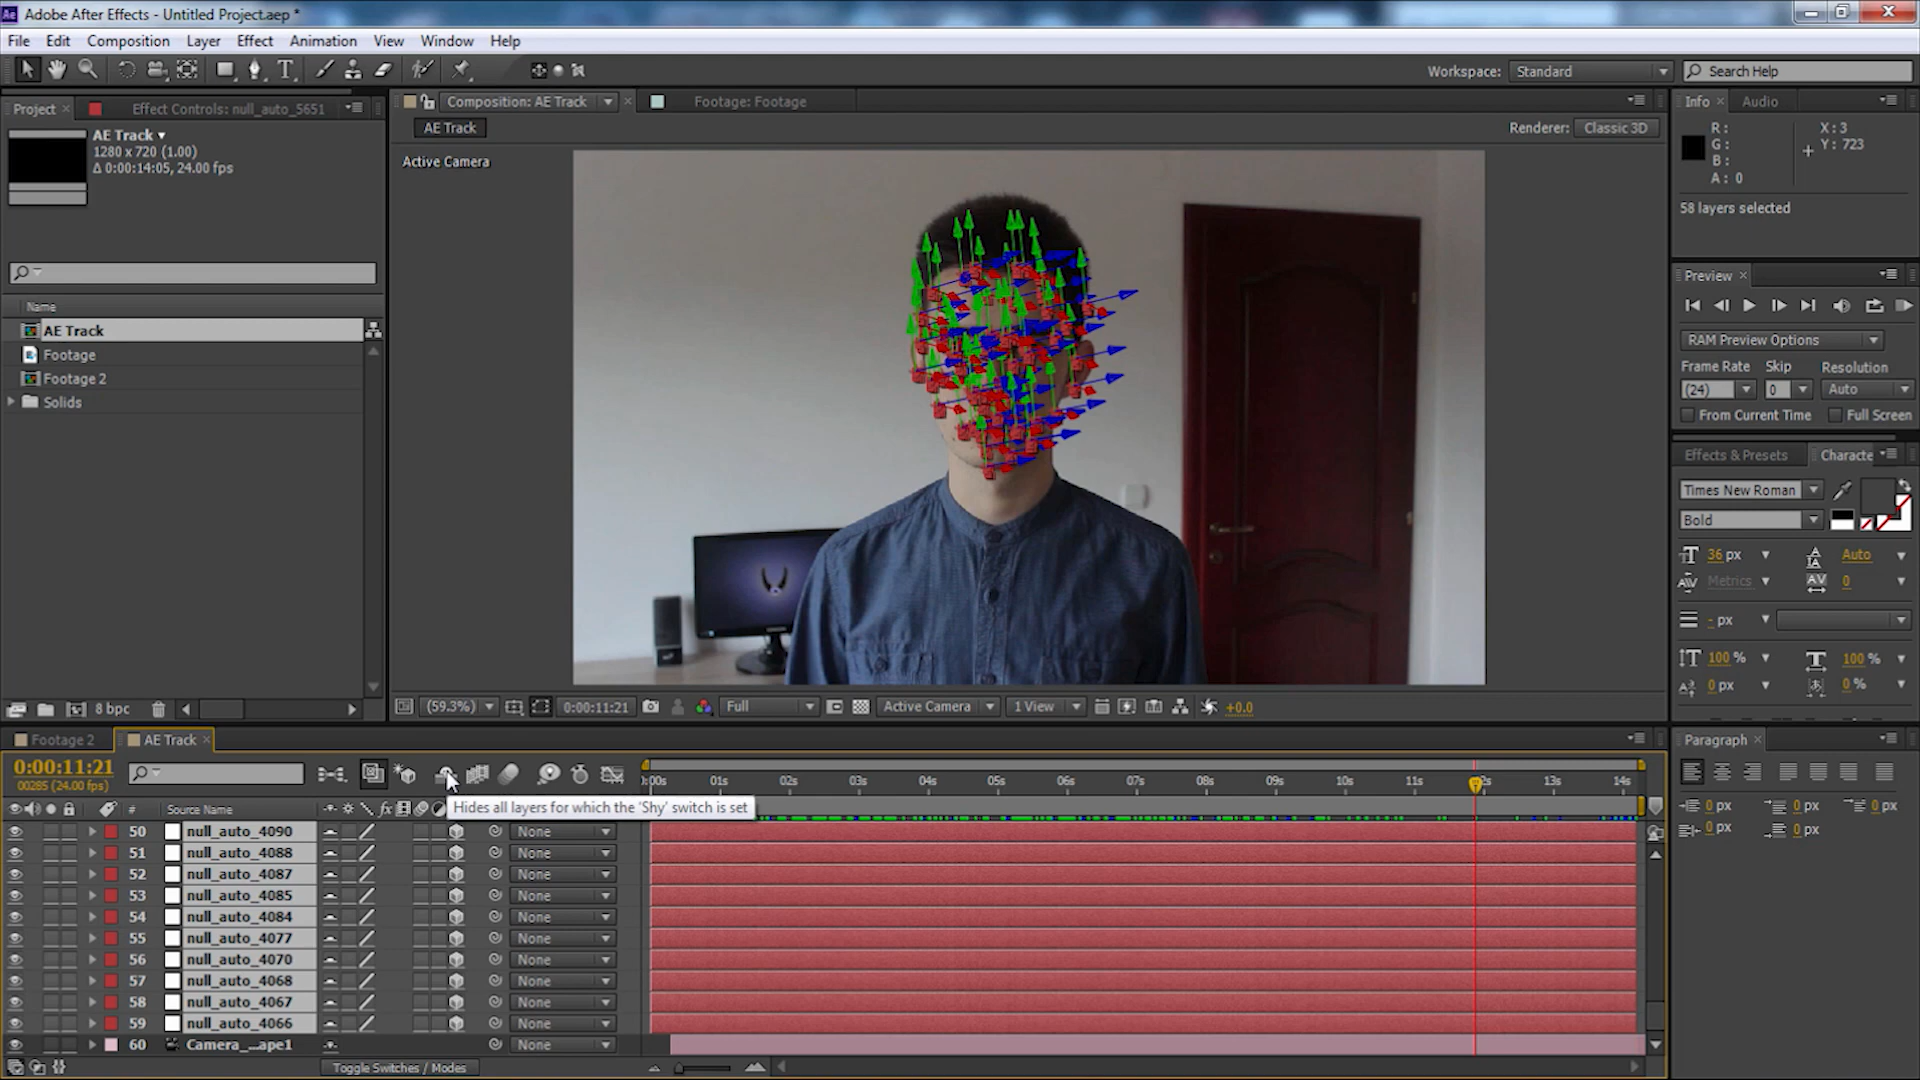 Adobe After Effects - Untitled Project.aep *
File Edit Composition Layer Effect Animation View Window Help
Workspace: Standard Search Help
Project Effect Controls: null_auto_5651
AE Track
1280 x 720 (1.00)
Δ 0:00:14:05, 24.00 fps
Name
AE Track
Footage
Footage 2
Solids
8 bpc
Composition: AE Track Footage: Footage
AE Track
Renderer: Classic 3D
Active Camera
(59.3%) 0:00:11:21 Full Active Camera 1 View +0.0
Info Audio
R: X: 3
G: Y: 723
B:
A: 0
58 layers selected
Preview
RAM Preview Options
Frame Rate Skip Resolution
(24) 0 Auto
From Current Time Full Screen
Effects & Presets Characte
Times New Roman
Bold
36 px Auto
Metrics 0
- px
100 % 100 %
0 px 0 %
Paragraph
0 px 0 px 0 px
0 px 0 px
Footage 2 AE Track
0:00:11:21
00285 (24.00 fps)
:00s 01s 02s 03s 04s 05s 06s 07s 08s 09s 10s 11s 12s 13s 14s
# Source Name
Hides all layers for which the 'Shy' switch is set
50 null_auto_4090 None
51 null_auto_4088 None
52 null_auto_4087 None
53 null_auto_4085 None
54 null_auto_4084 None
55 null_auto_4077 None
56 null_auto_4070 None
57 null_auto_4068 None
58 null_auto_4067 None
59 null_auto_4066 None
60 Camera_...ape1 None
Toggle Switches / Modes